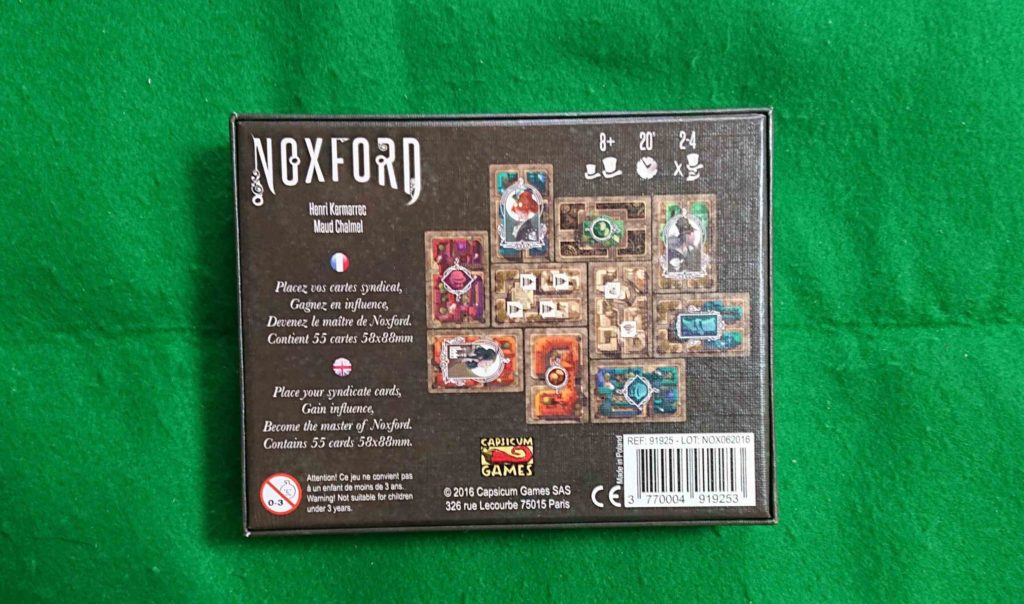 NOXFORD
Henri Kermarrec
Maud Chalmel
8+ 20' 2-4
x
Placez vos cartes syndicat,
Gagnez en influence,
Devenez le maître de Noxford.
Contient 55 cartes 58x88mm
Place your syndicate cards,
Gain influence,
Become the master of Noxford.
Contains 55 cards 58x88mm.
0-3
Attention! Ce jeu ne convient pas
à un enfant de moins de 3 ans.
Warning! Not suitable for children
under 3 years.
CAPSICUM
GAMES
© 2016 Capsicum Games SAS
326 rue Lecourbe 75015 Paris
CE
Made in Poland
REF: 91925 - LOT: NOX062016
3 770004 919253